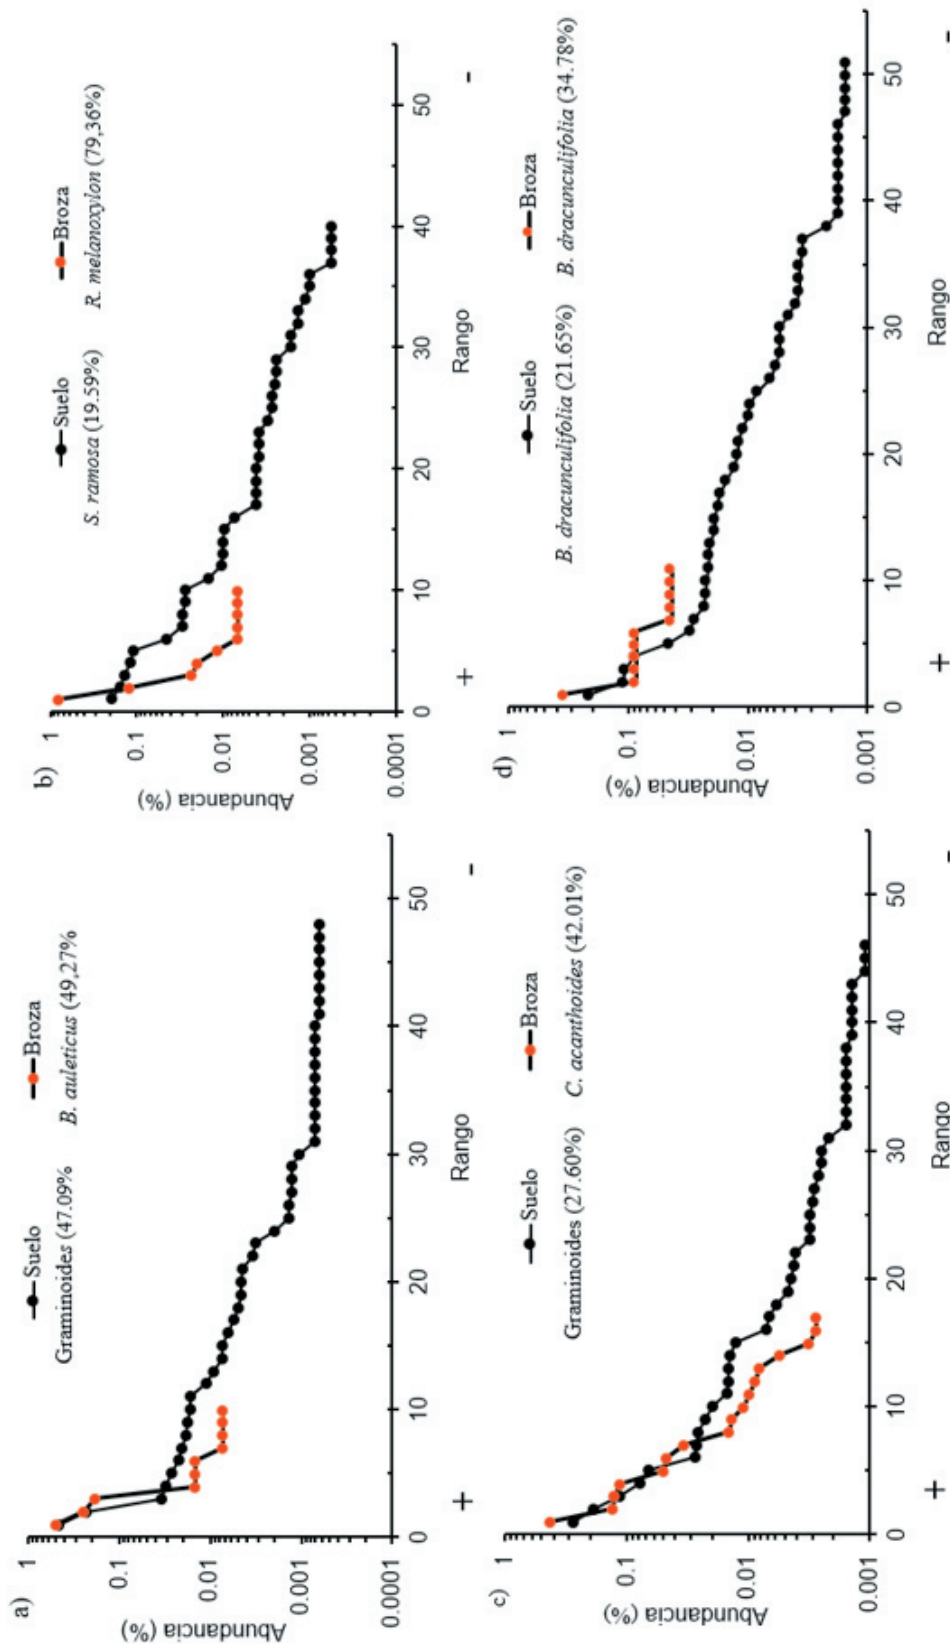 a)
Suelo Broza
Graminoides (47.09% B. auleticus (49,27%
Abundancia (%)
1
0.1
0.01
0.001
0.0001
0 10 20 30 40 50
Rango
+ -
b)
Suelo Broza
S. ramosa (19.59%) R. melanoxylon (79,36%)
Abundancia (%)
1
0.1
0.01
0.001
0.0001
0 10 20 30 40 50
Rango
+ -
c)
Suelo Broza
Graminoides (27.60%) C. acanthoides (42.01%)
Abundancia (%)
1
0.1
0.01
0.001
0 10 20 30 40 50
Rango
+ -
d)
Suelo Broza
B. dracunculifolia (21.65%) B. dracunculifolia (34.78%)
Abundancia (%)
1
0.1
0.01
0.001
0 10 20 30 40 50
Rango
+ -